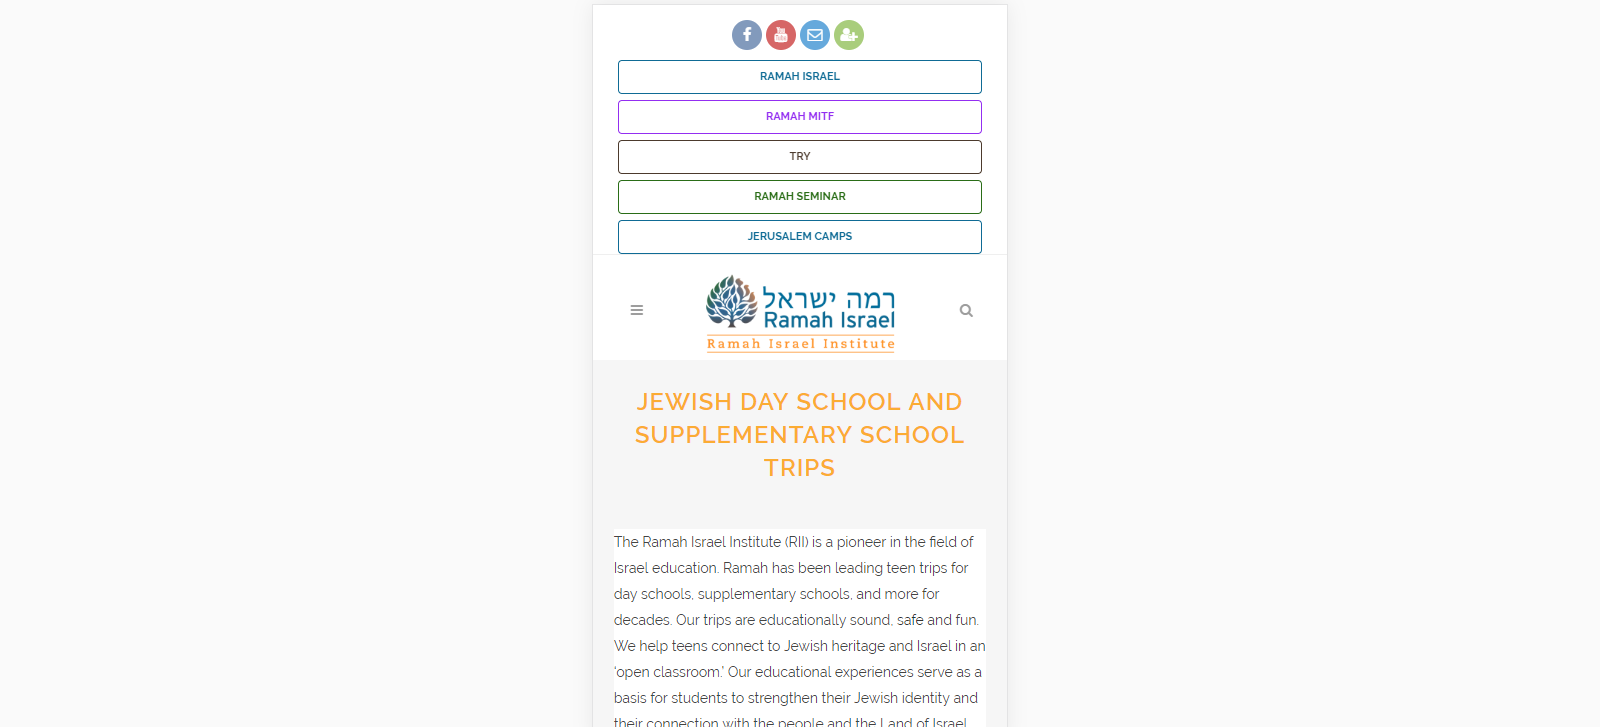 RAMAH ISRAEL
RAMAH MITF
TRY
RAMAH SEMINAR
JERUSALEM CAMPS
רמה ישראל
Ramah Israel
Ramah Israel Institute
JEWISH DAY SCHOOL AND
SUPPLEMENTARY SCHOOL
TRIPS
The Ramah Israel Institute (RII) is a pioneer in the field of
Israel education. Ramah has been leading teen trips for
day schools, supplementary schools, and more for
decades. Our trips are educationally sound, safe and fun.
We help teens connect to Jewish heritage and Israel in an
‘open classroom.’ Our educational experiences serve as a
basis for students to strengthen their Jewish identity and
their connection with the people and the Land of Israel